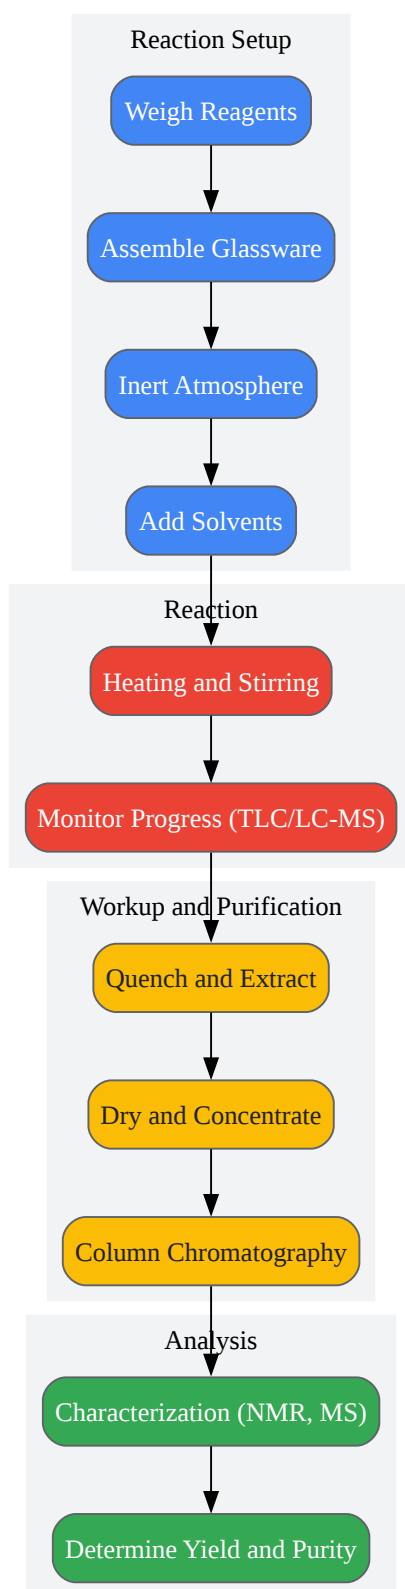 Reaction Setup
Weigh Reagents
Assemble Glassware
Inert Atmosphere
Add Solvents
Reaction
Heating and Stirring
Monitor Progress (TLC/LC-MS)
Workup and Purification
Quench and Extract
Dry and Concentrate
Column Chromatography
Analysis
Characterization (NMR, MS)
Determine Yield and Purity